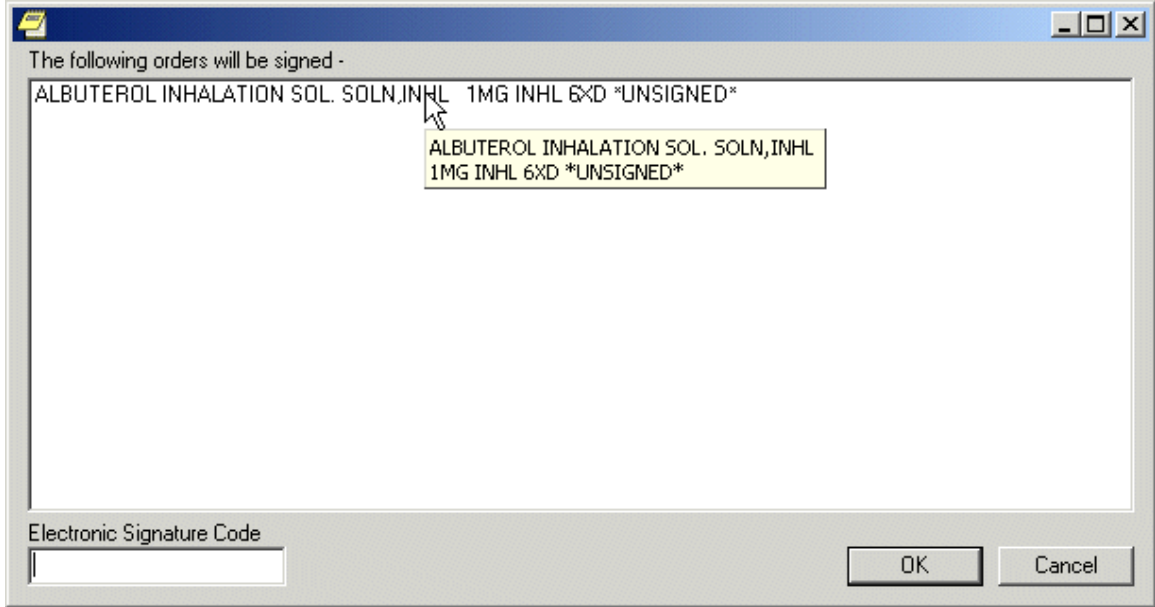 The following orders will be signed -
ALBUTEROL INHALATION SOL. SOLN,INHL   1MG INHL 6XD *UNSIGNED*
ALBUTEROL INHALATION SOL. SOLN,INHL
1MG INHL 6XD *UNSIGNED*
Electronic Signature Code
OK Cancel